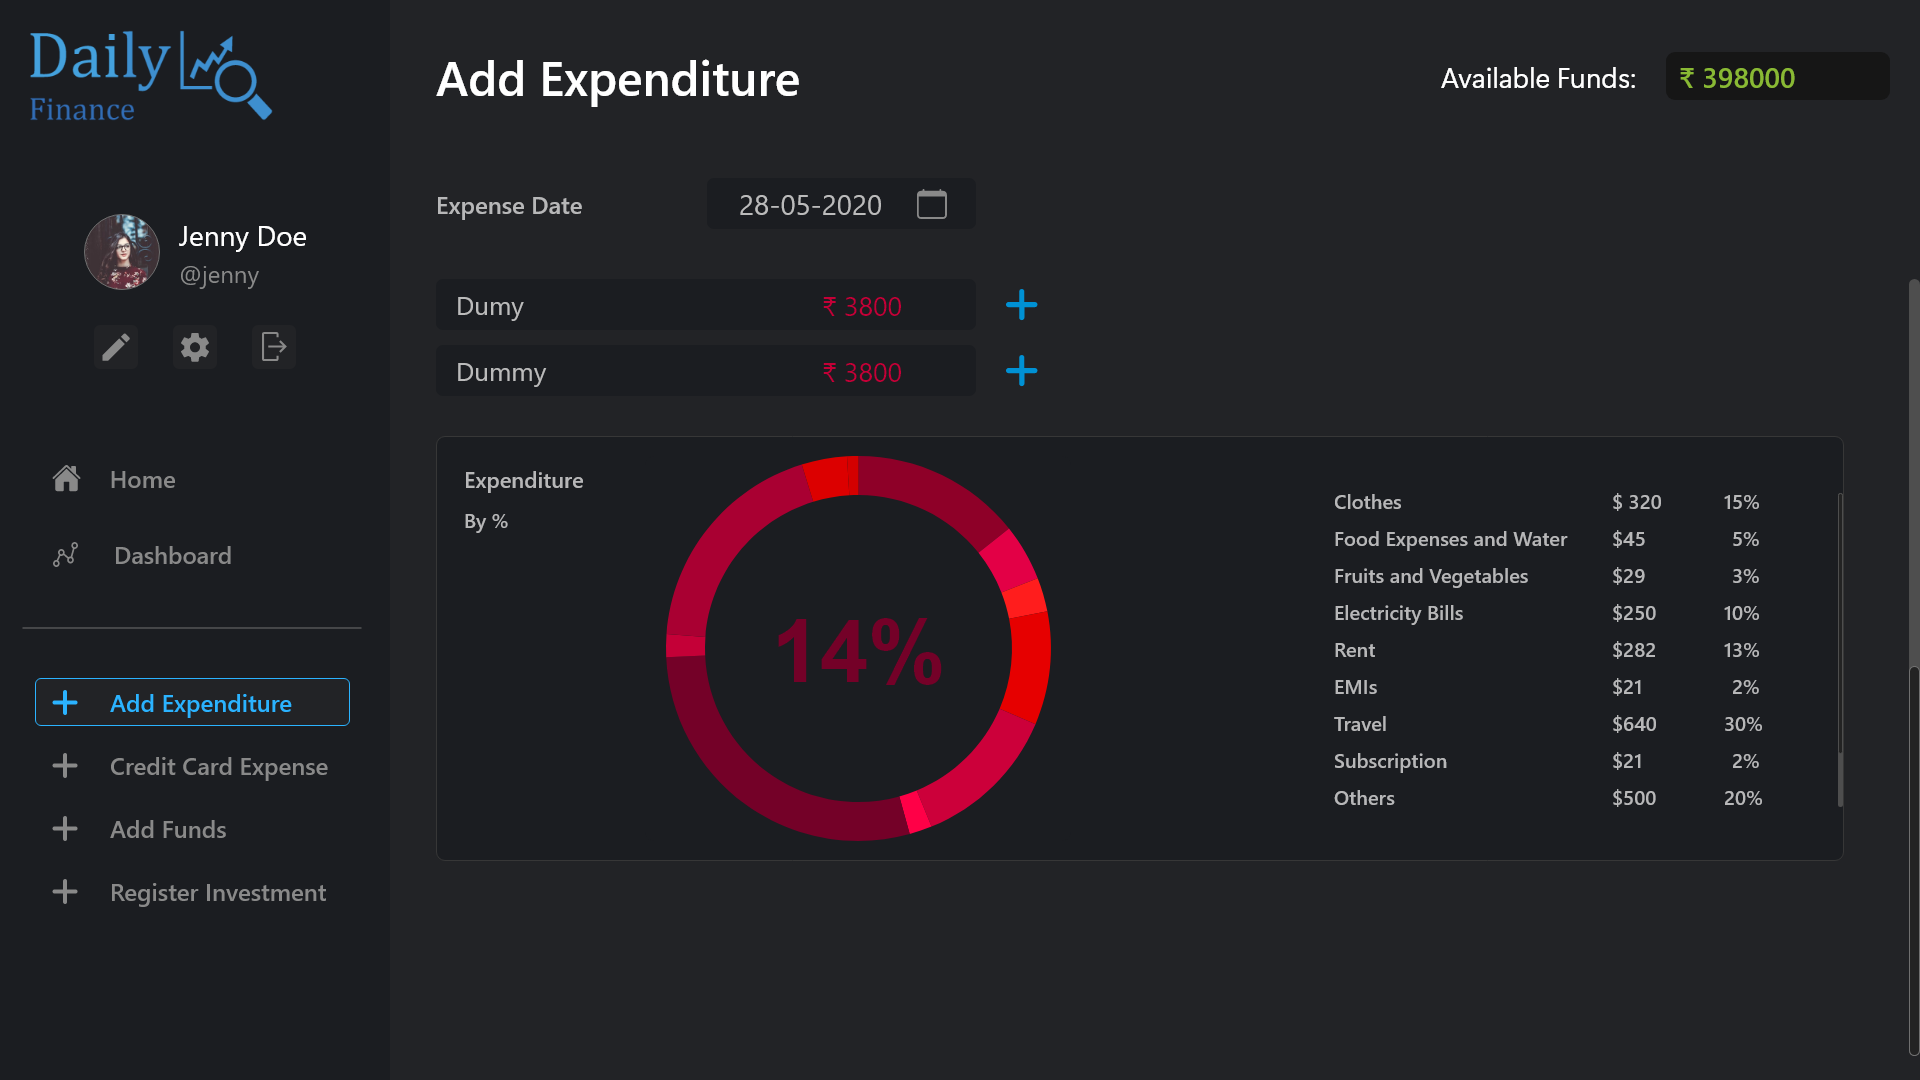 Daily
Finance
Jenny Doe
@jenny
Home
Dashboard
Add Expenditure
Credit Card Expense
Add Funds
Register Investment
Add Expenditure
Available Funds: ₹ 398000
Expense Date 28-05-2020
Dumy ₹ 3800
Dummy ₹ 3800
Expenditure
By %
14%
Clothes $ 320 15%
Food Expenses and Water $45 5%
Fruits and Vegetables $29 3%
Electricity Bills $250 10%
Rent $282 13%
EMIs $21 2%
Travel $640 30%
Subscription $21 2%
Others $500 20%